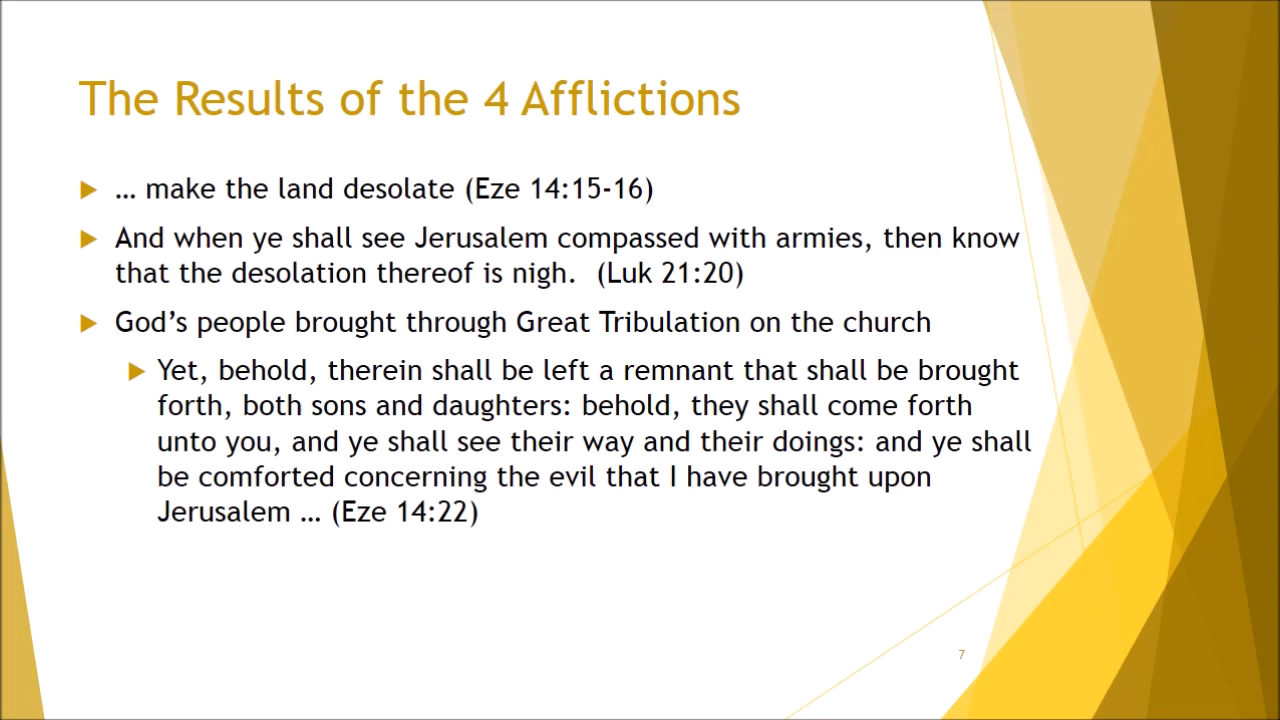 The Results of the 4 Afflictions
… make the land desolate (Eze 14:15-16)
And when ye shall see Jerusalem compassed with armies, then know
that the desolation thereof is nigh.  (Luk 21:20)
God’s people brought through Great Tribulation on the church
Yet, behold, therein shall be left a remnant that shall be brought
forth, both sons and daughters: behold, they shall come forth
unto you, and ye shall see their way and their doings: and ye shall
be comforted concerning the evil that I have brought upon
Jerusalem … (Eze 14:22)
7